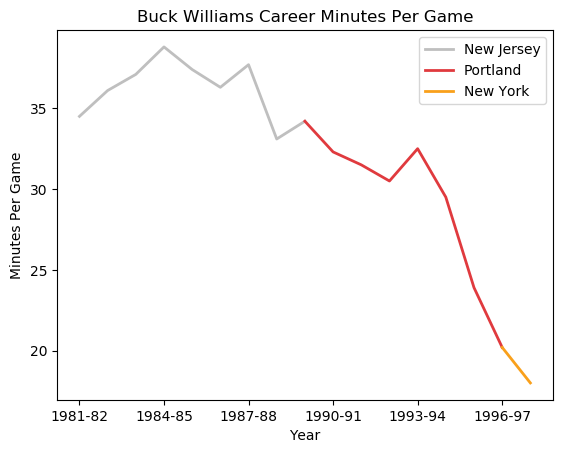 Buck Williams Career Minutes Per Game
New Jersey
Portland
New York
Minutes Per Game
35
30
25
20
1981-82 1984-85 1987-88 1990-91 1993-94 1996-97
Year